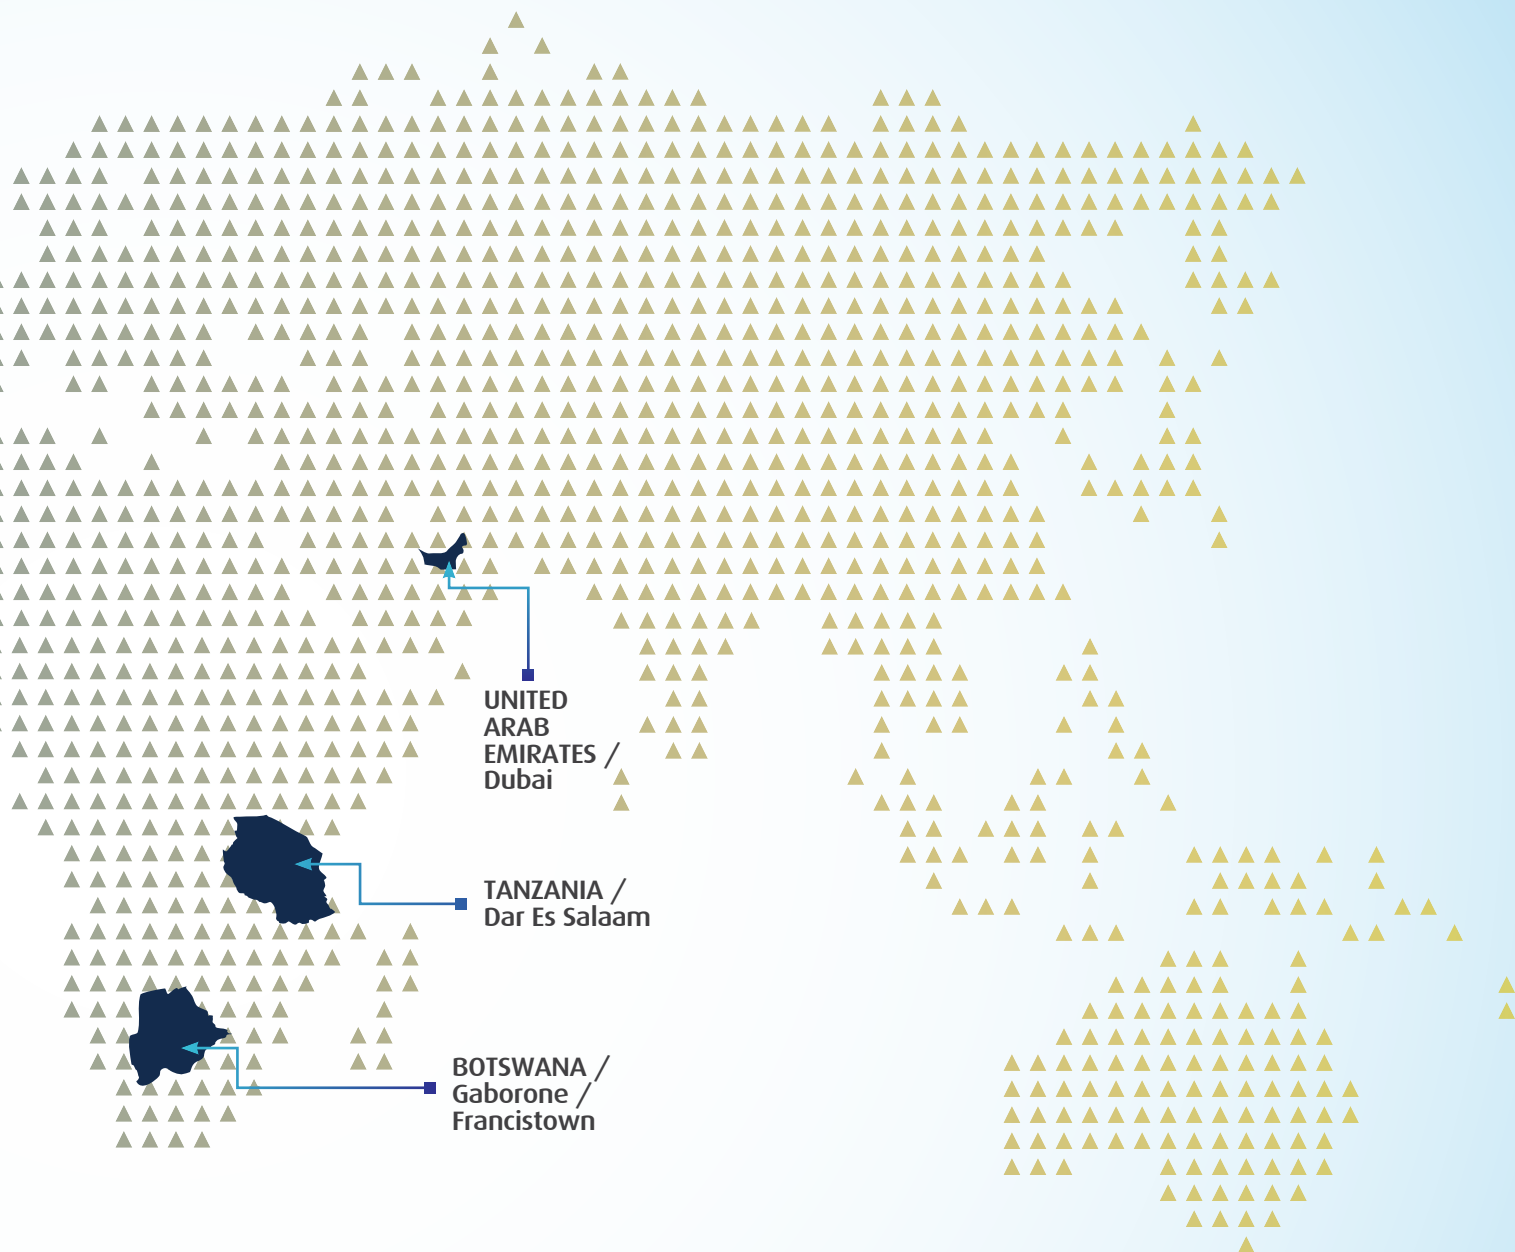 UNITED
ARAB
EMIRATES /
Dubai
TANZANIA /
Dar Es Salaam
BOTSWANA /
Gaborone /
Francistown